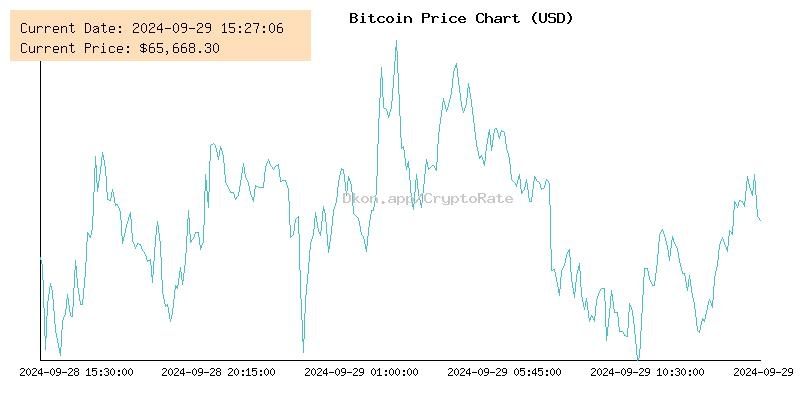 Bitcoin Price Chart (USD)
Current Date: 2024-09-29 15:27:06
Current Price: $65,668.30
Dkon.app/CryptoRate
2024-09-28 15:30:00 2024-09-28 20:15:00 2024-09-29 01:00:00 2024-09-29 05:45:00 2024-09-29 10:30:00 2024-09-29